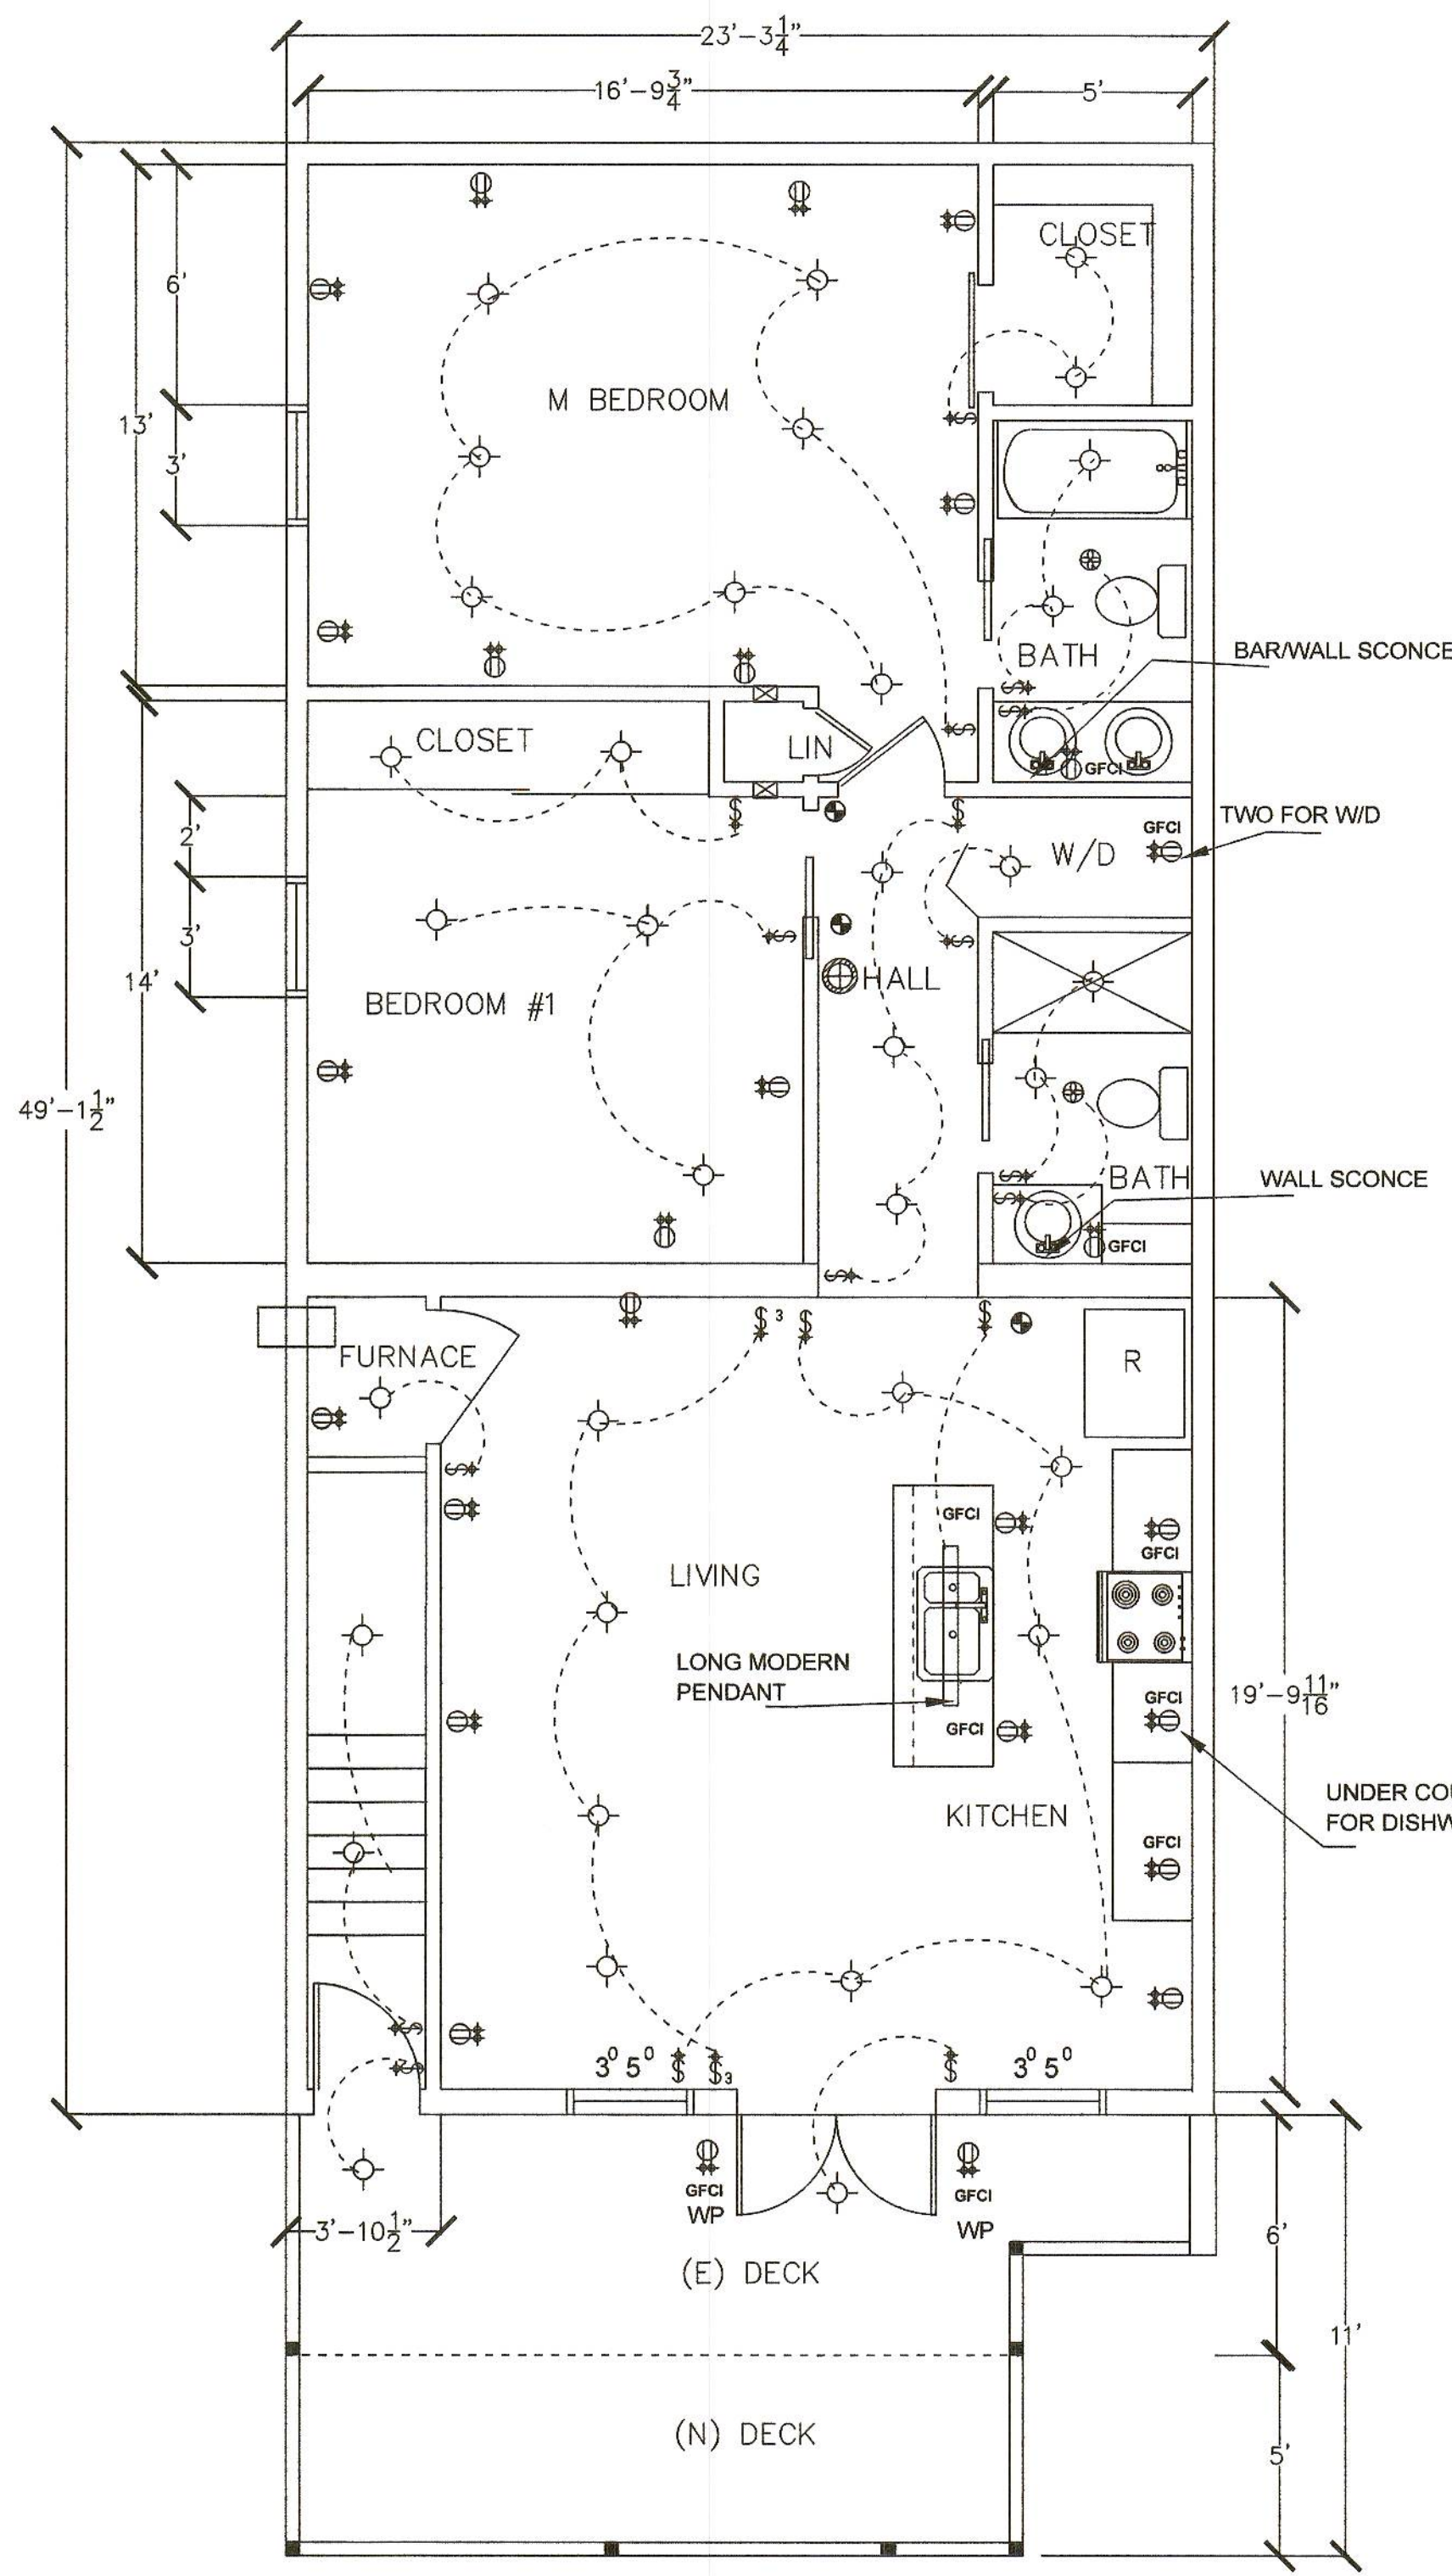 23'-3 1/4"
16'-9 3/4"
5'
6'
13'
3'
CLOSET
M BEDROOM
BATH
BAR/WALL SCONCE
CLOSET
LIN
GFCI
2'
TWO FOR W/D
GFCI
W/D
3'
14'
HALL
BEDROOM #1
49'-1 1/2"
BATH
WALL SCONCE
GFCI
$ 3
$
$
FURNACE
R
GFCI
GFCI
LIVING
LONG MODERN
PENDANT
GFCI
GFCI
19'-9 11/16"
UNDER
FOR
KITCHEN
GFCI
3⁰ 5⁰
$
$3
$
3⁰ 5⁰
GFCI
WP
GFCI
WP
3'-10 1/2"
6'
(E) DECK
11'
(N) DECK
5'